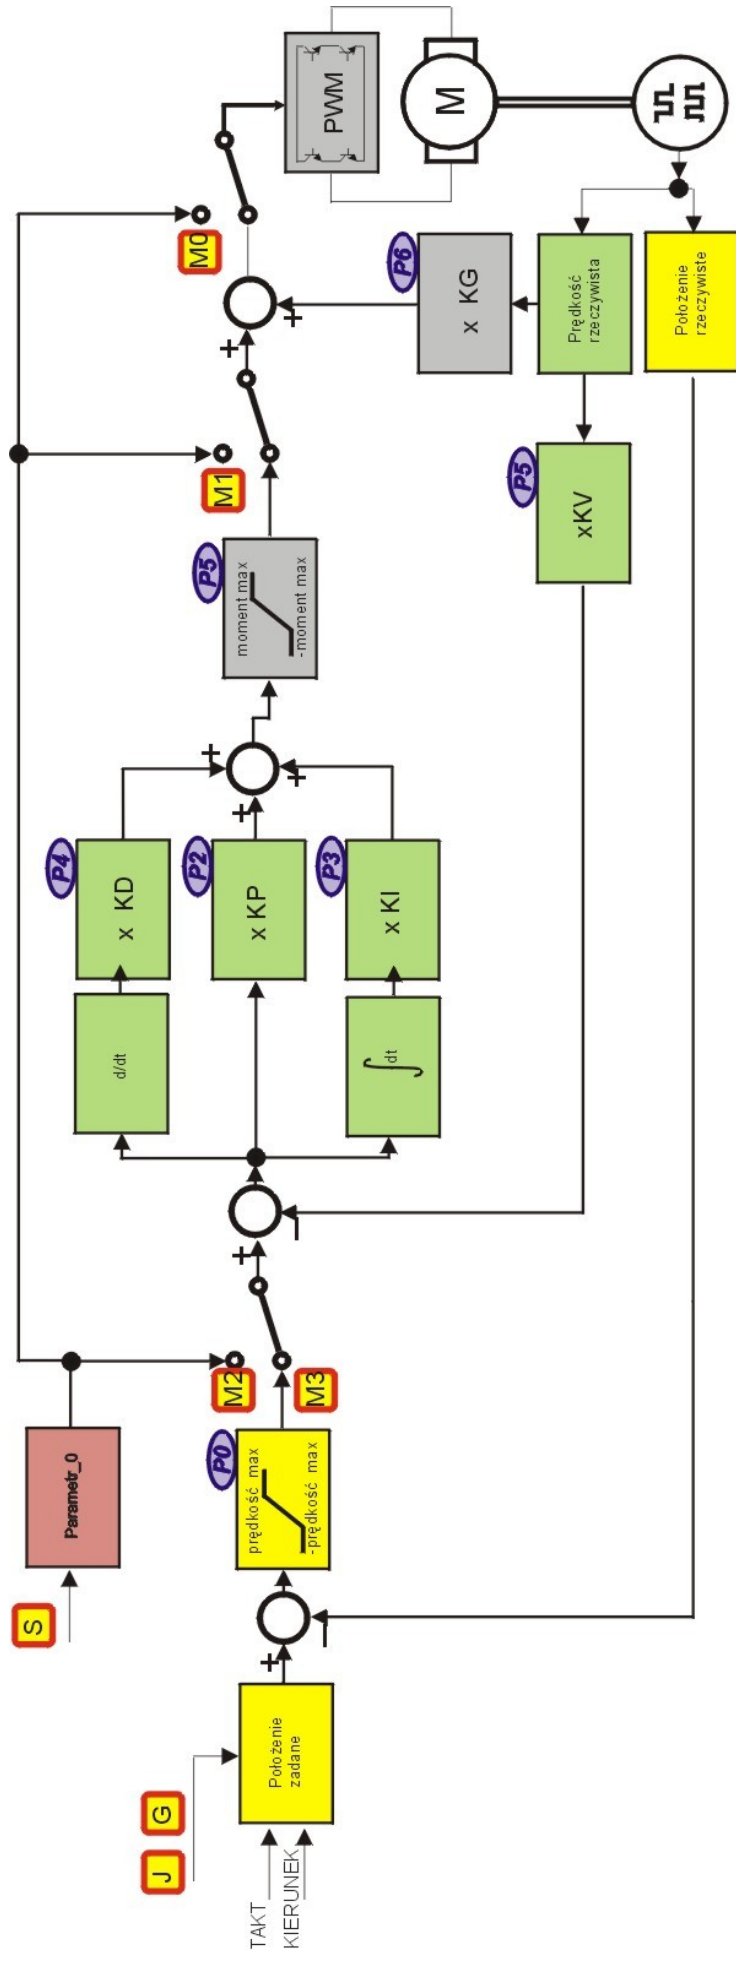 S
Parametr_0
J
G
TAKT
KIERUNEK
Położenie
zadane
+
−
P0
prędkość max
-prędkość max
M2
M3
+
−
d/dt
∫dt
P4
x KD
P2
x KP
P3
x KI
+
+
+
P5
moment max
-moment max
M1
+
+
M0
PWM
M
P6
x KG
Prędkość
rzeczywista
Położenie
rzeczywiste
P5
xKV